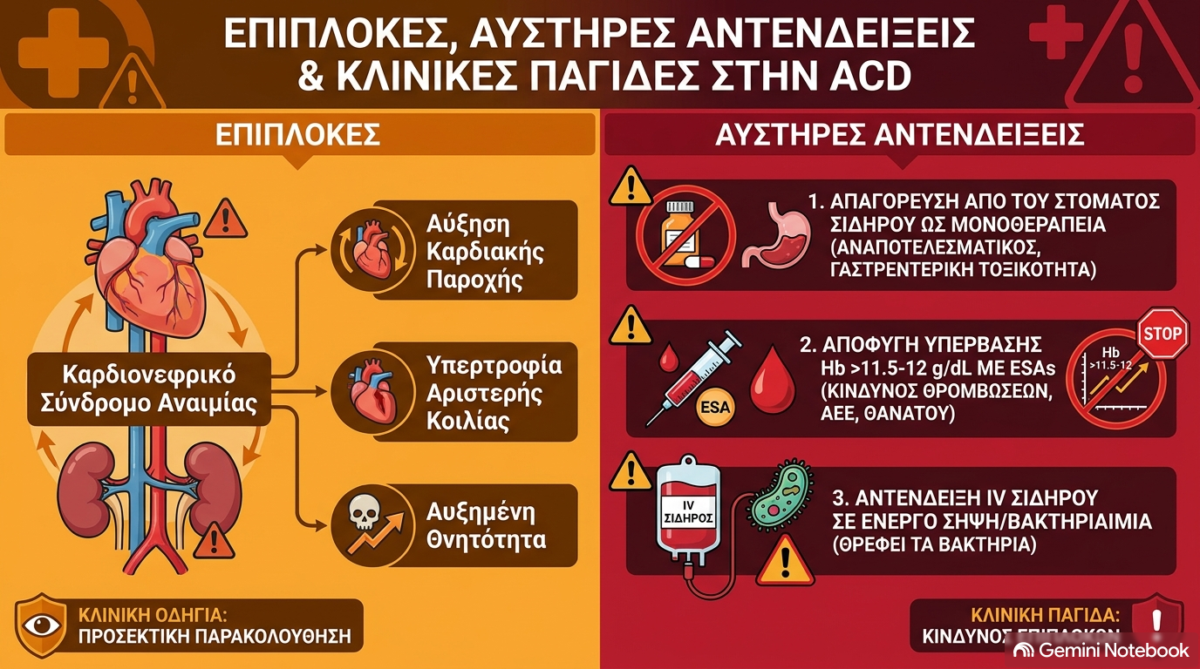 ΕΠΙΠΛΟΚΕΣ, ΑΥΣΤΗΡΕΣ ΑΝΤΕΝΔΕΙΞΕΙΣ
& ΚΛΙΝΙΚΕΣ ΠΑΓΙΔΕΣ ΣΤΗΝ ACD
ΕΠΙΠΛΟΚΕΣ
Καρδιονεφρικό
Σύνδρομο Αναιμίας
Αύξηση
Καρδιακής
Παροχής
Υπερτροφία
Αριστερής
Κοιλίας
Αυξημένη
Θνητότητα
ΚΛΙΝΙΚΗ ΟΔΗΓΙΑ:
ΠΡΟΣΕΚΤΙΚΗ ΠΑΡΑΚΟΛΟΥΘΗΣΗ
ΑΥΣΤΗΡΕΣ ΑΝΤΕΝΔΕΙΞΕΙΣ
1. ΑΠΑΓΟΡΕΥΣΗ ΑΠΟ ΤΟΥ ΣΤΟΜΑΤΟΣ
ΣΙΔΗΡΟΥ ΩΣ ΜΟΝΟΘΕΡΑΠΕΙΑ
(ΑΝΑΠΟΤΕΛΕΣΜΑΤΙΚΟΣ,
ΓΑΣΤΡΕΝΤΕΡΙΚΗ ΤΟΞΙΚΟΤΗΤΑ)
ESA
2. ΑΠΟΦΥΓΗ ΥΠΕΡΒΑΣΗΣ
Hb >11.5-12 g/dL ΜΕ ESAs
(ΚΙΝΔΥΝΟΣ ΘΡΟΜΒΩΣΕΩΝ,
ΑΕΕ, ΘΑΝΑΤΟΥ)
STOP
Hb
>11.5-12
IV
ΣΙΔΗΡΟΣ
3. ΑΝΤΕΝΔΕΙΞΗ IV ΣΙΔΗΡΟΥ
ΣΕ ΕΝΕΡΓΟ ΣΗΨΗ/ΒΑΚΤΗΡΙΑΙΜΙΑ
(ΘΡΕΦΕΙ ΤΑ ΒΑΚΤΗΡΙΑ)
ΚΛΙΝΙΚΗ ΠΑΓΙΔΑ:
ΚΙΝΔΥΝΟΣ
Gemini Notebook